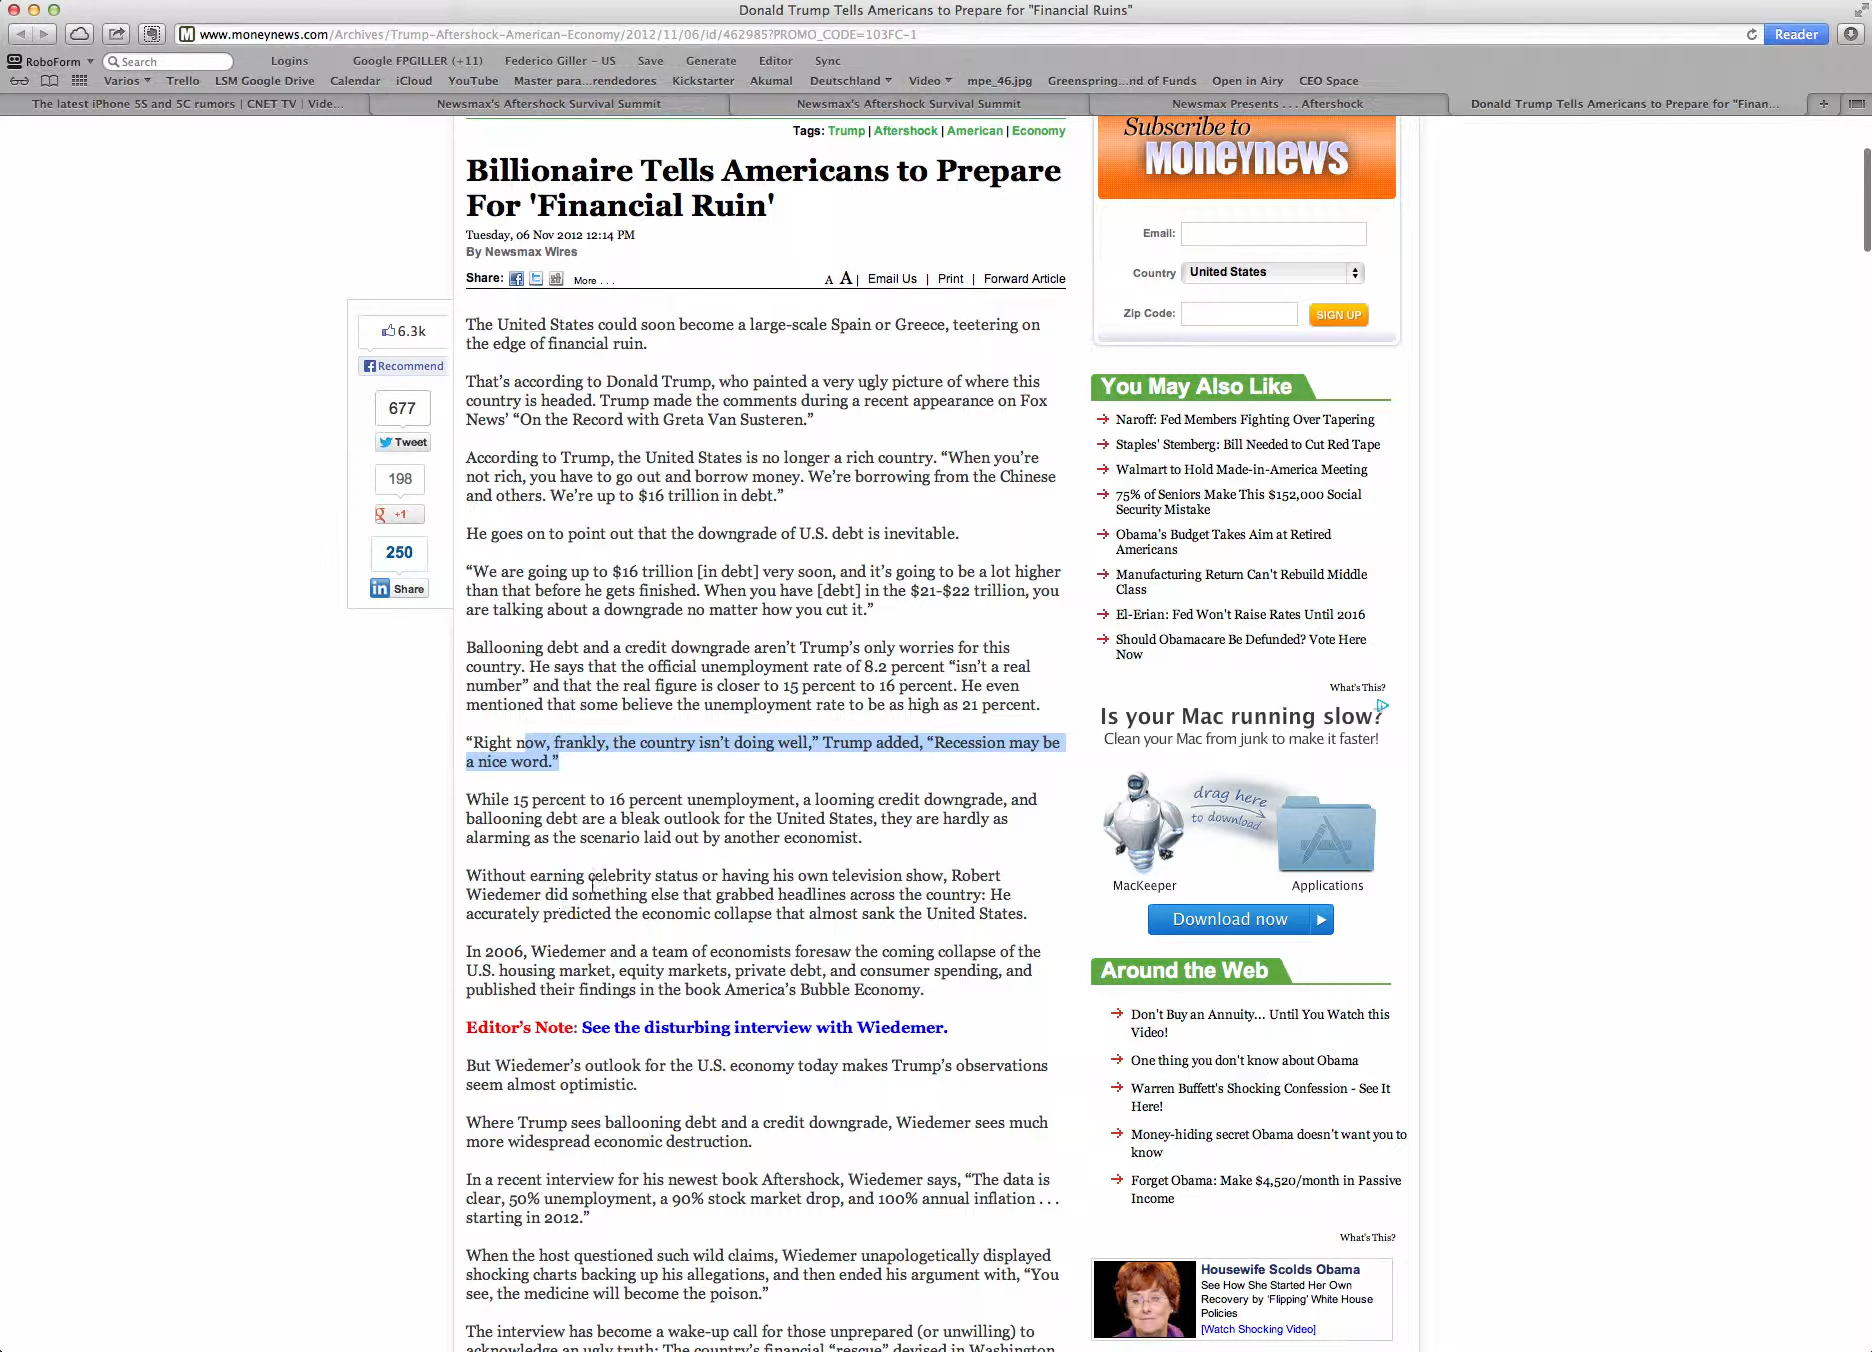 Donald Trump Tells Americans to Prepare for "Financial Ruins"
www.moneynews.com/Archives/Trump-Aftershock-American-Economy/2012/11/06/id/462985?PROMO_CODE=103FC-1
Reader
RoboForm
Search
Logins
Google FPGILLER (+11)
Federico Giller - US
Save
Generate
Editor
Sync
Varios
Trello
LSM Google Drive
Calendar
iCloud
YouTube
Master para...rendedores
Kickstarter
Akumal
Deutschland
Video
mpe_46.jpg
Greenspring...nd of Funds
Open in Airy
CEO Space
The latest iPhone 5S and 5C rumors | CNET TV | Vide...
Newsmax's Aftershock Survival Summit
Newsmax's Aftershock Survival Summit
Newsmax Presents . . . Aftershock
Donald Trump Tells Americans to Prepare for "Finan...
Tags: Trump | Aftershock | American | Economy
Billionaire Tells Americans to Prepare
For 'Financial Ruin'
Tuesday, 06 Nov 2012 12:14 PM
By Newsmax Wires
Share:
More . . .
A A |
Email Us | Print | Forward Article
6.3k
Recommend
677
Tweet
198
+1
250
in Share
The United States could soon become a large-scale Spain or Greece, teetering on
the edge of financial ruin.
That’s according to Donald Trump, who painted a very ugly picture of where this
country is headed. Trump made the comments during a recent appearance on Fox
News’ “On the Record with Greta Van Susteren.”
According to Trump, the United States is no longer a rich country. “When you’re
not rich, you have to go out and borrow money. We’re borrowing from the Chinese
and others. We’re up to $16 trillion in debt.”
He goes on to point out that the downgrade of U.S. debt is inevitable.
“We are going up to $16 trillion [in debt] very soon, and it’s going to be a lot higher
than that before he gets finished. When you have [debt] in the $21-$22 trillion, you
are talking about a downgrade no matter how you cut it.”
Ballooning debt and a credit downgrade aren’t Trump’s only worries for this
country. He says that the official unemployment rate of 8.2 percent “isn’t a real
number” and that the real figure is closer to 15 percent to 16 percent. He even
mentioned that some believe the unemployment rate to be as high as 21 percent.
“Right now, frankly, the country isn’t doing well,” Trump added, “Recession may be
a nice word.”
While 15 percent to 16 percent unemployment, a looming credit downgrade, and
ballooning debt are a bleak outlook for the United States, they are hardly as
alarming as the scenario laid out by another economist.
Without earning celebrity status or having his own television show, Robert
Wiedemer did something else that grabbed headlines across the country: He
accurately predicted the economic collapse that almost sank the United States.
In 2006, Wiedemer and a team of economists foresaw the coming collapse of the
U.S. housing market, equity markets, private debt, and consumer spending, and
published their findings in the book America’s Bubble Economy.
Editor’s Note: See the disturbing interview with Wiedemer.
But Wiedemer’s outlook for the U.S. economy today makes Trump’s observations
seem almost optimistic.
Where Trump sees ballooning debt and a credit downgrade, Wiedemer sees much
more widespread economic destruction.
In a recent interview for his newest book Aftershock, Wiedemer says, “The data is
clear, 50% unemployment, a 90% stock market drop, and 100% annual inflation . . .
starting in 2012.”
When the host questioned such wild claims, Wiedemer unapologetically displayed
shocking charts backing up his allegations, and then ended his argument with, “You
see, the medicine will become the poison.”
The interview has become a wake-up call for those unprepared (or unwilling) to
acknowledge an ugly truth: The country’s financial “rescue” devised in Washington
Subscribe to
MONEYNEWS
Email:
Country
United States
Zip Code:
SIGN UP
You May Also Like
Naroff: Fed Members Fighting Over Tapering
Staples' Stemberg: Bill Needed to Cut Red Tape
Walmart to Hold Made-in-America Meeting
75% of Seniors Make This $152,000 Social
Security Mistake
Obama's Budget Takes Aim at Retired
Americans
Manufacturing Return Can't Rebuild Middle
Class
El-Erian: Fed Won't Raise Rates Until 2016
Should Obamacare Be Defunded? Vote Here
Now
What's This?
Is your Mac running slow?
Clean your Mac from junk to make it faster!
drag here
to download
MacKeeper
Applications
Download now
Around the Web
Don't Buy an Annuity... Until You Watch this
Video!
One thing you don't know about Obama
Warren Buffett's Shocking Confession - See It
Here!
Money-hiding secret Obama doesn't want you to
know
Forget Obama: Make $4,520/month in Passive
Income
What's This?
Housewife Scolds Obama
See How She Started Her Own
Recovery by 'Flipping' White House
Policies
[Watch Shocking Video]